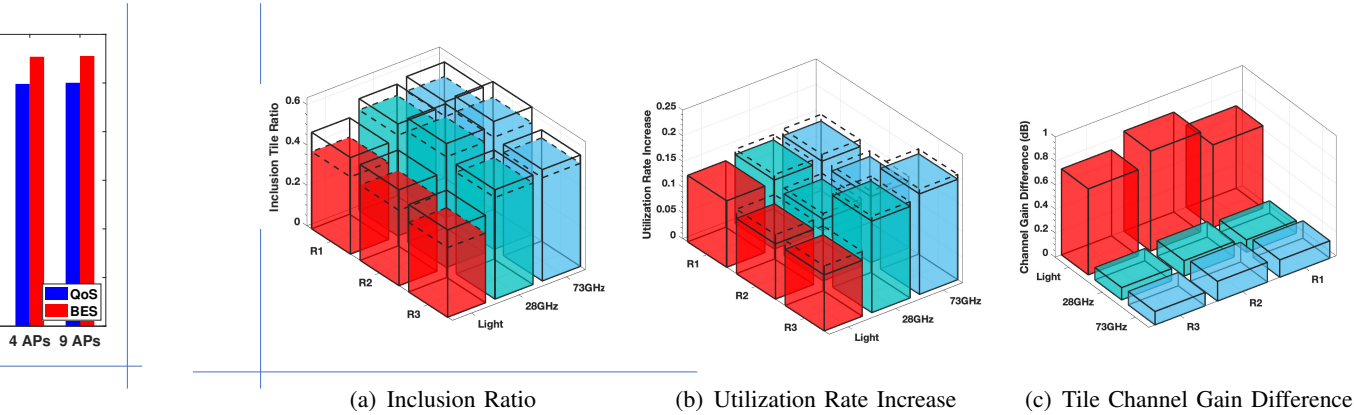 QoS
BES
4 APs 9 APs
Inclusion Tile Ratio
0.6
0.4
0.2
0
R1
R2
R3
Light
28GHz
73GHz
(a) Inclusion Ratio
Utilization Rate Increase
0.25
0.2
0.15
0.1
0.05
0
R1
R2
R3
Light
28GHz
73GHz
(b) Utilization Rate Increase
Channel Gain Difference (dB)
1
0.8
0.6
0.4
0.2
0
Light
28GHz
73GHz
R3
R2
R1
(c) Tile Channel Gain Difference